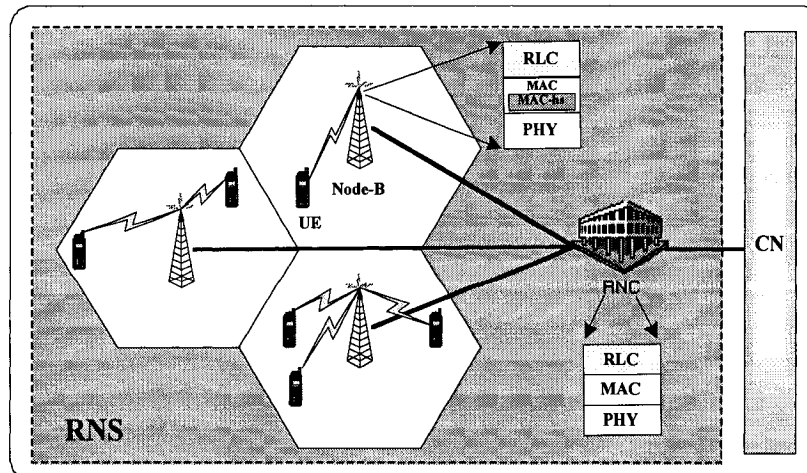 RLC
MAC
MAC-hs
PHY
Node-B
UE
CN
RNC
RLC
MAC
PHY
RNS